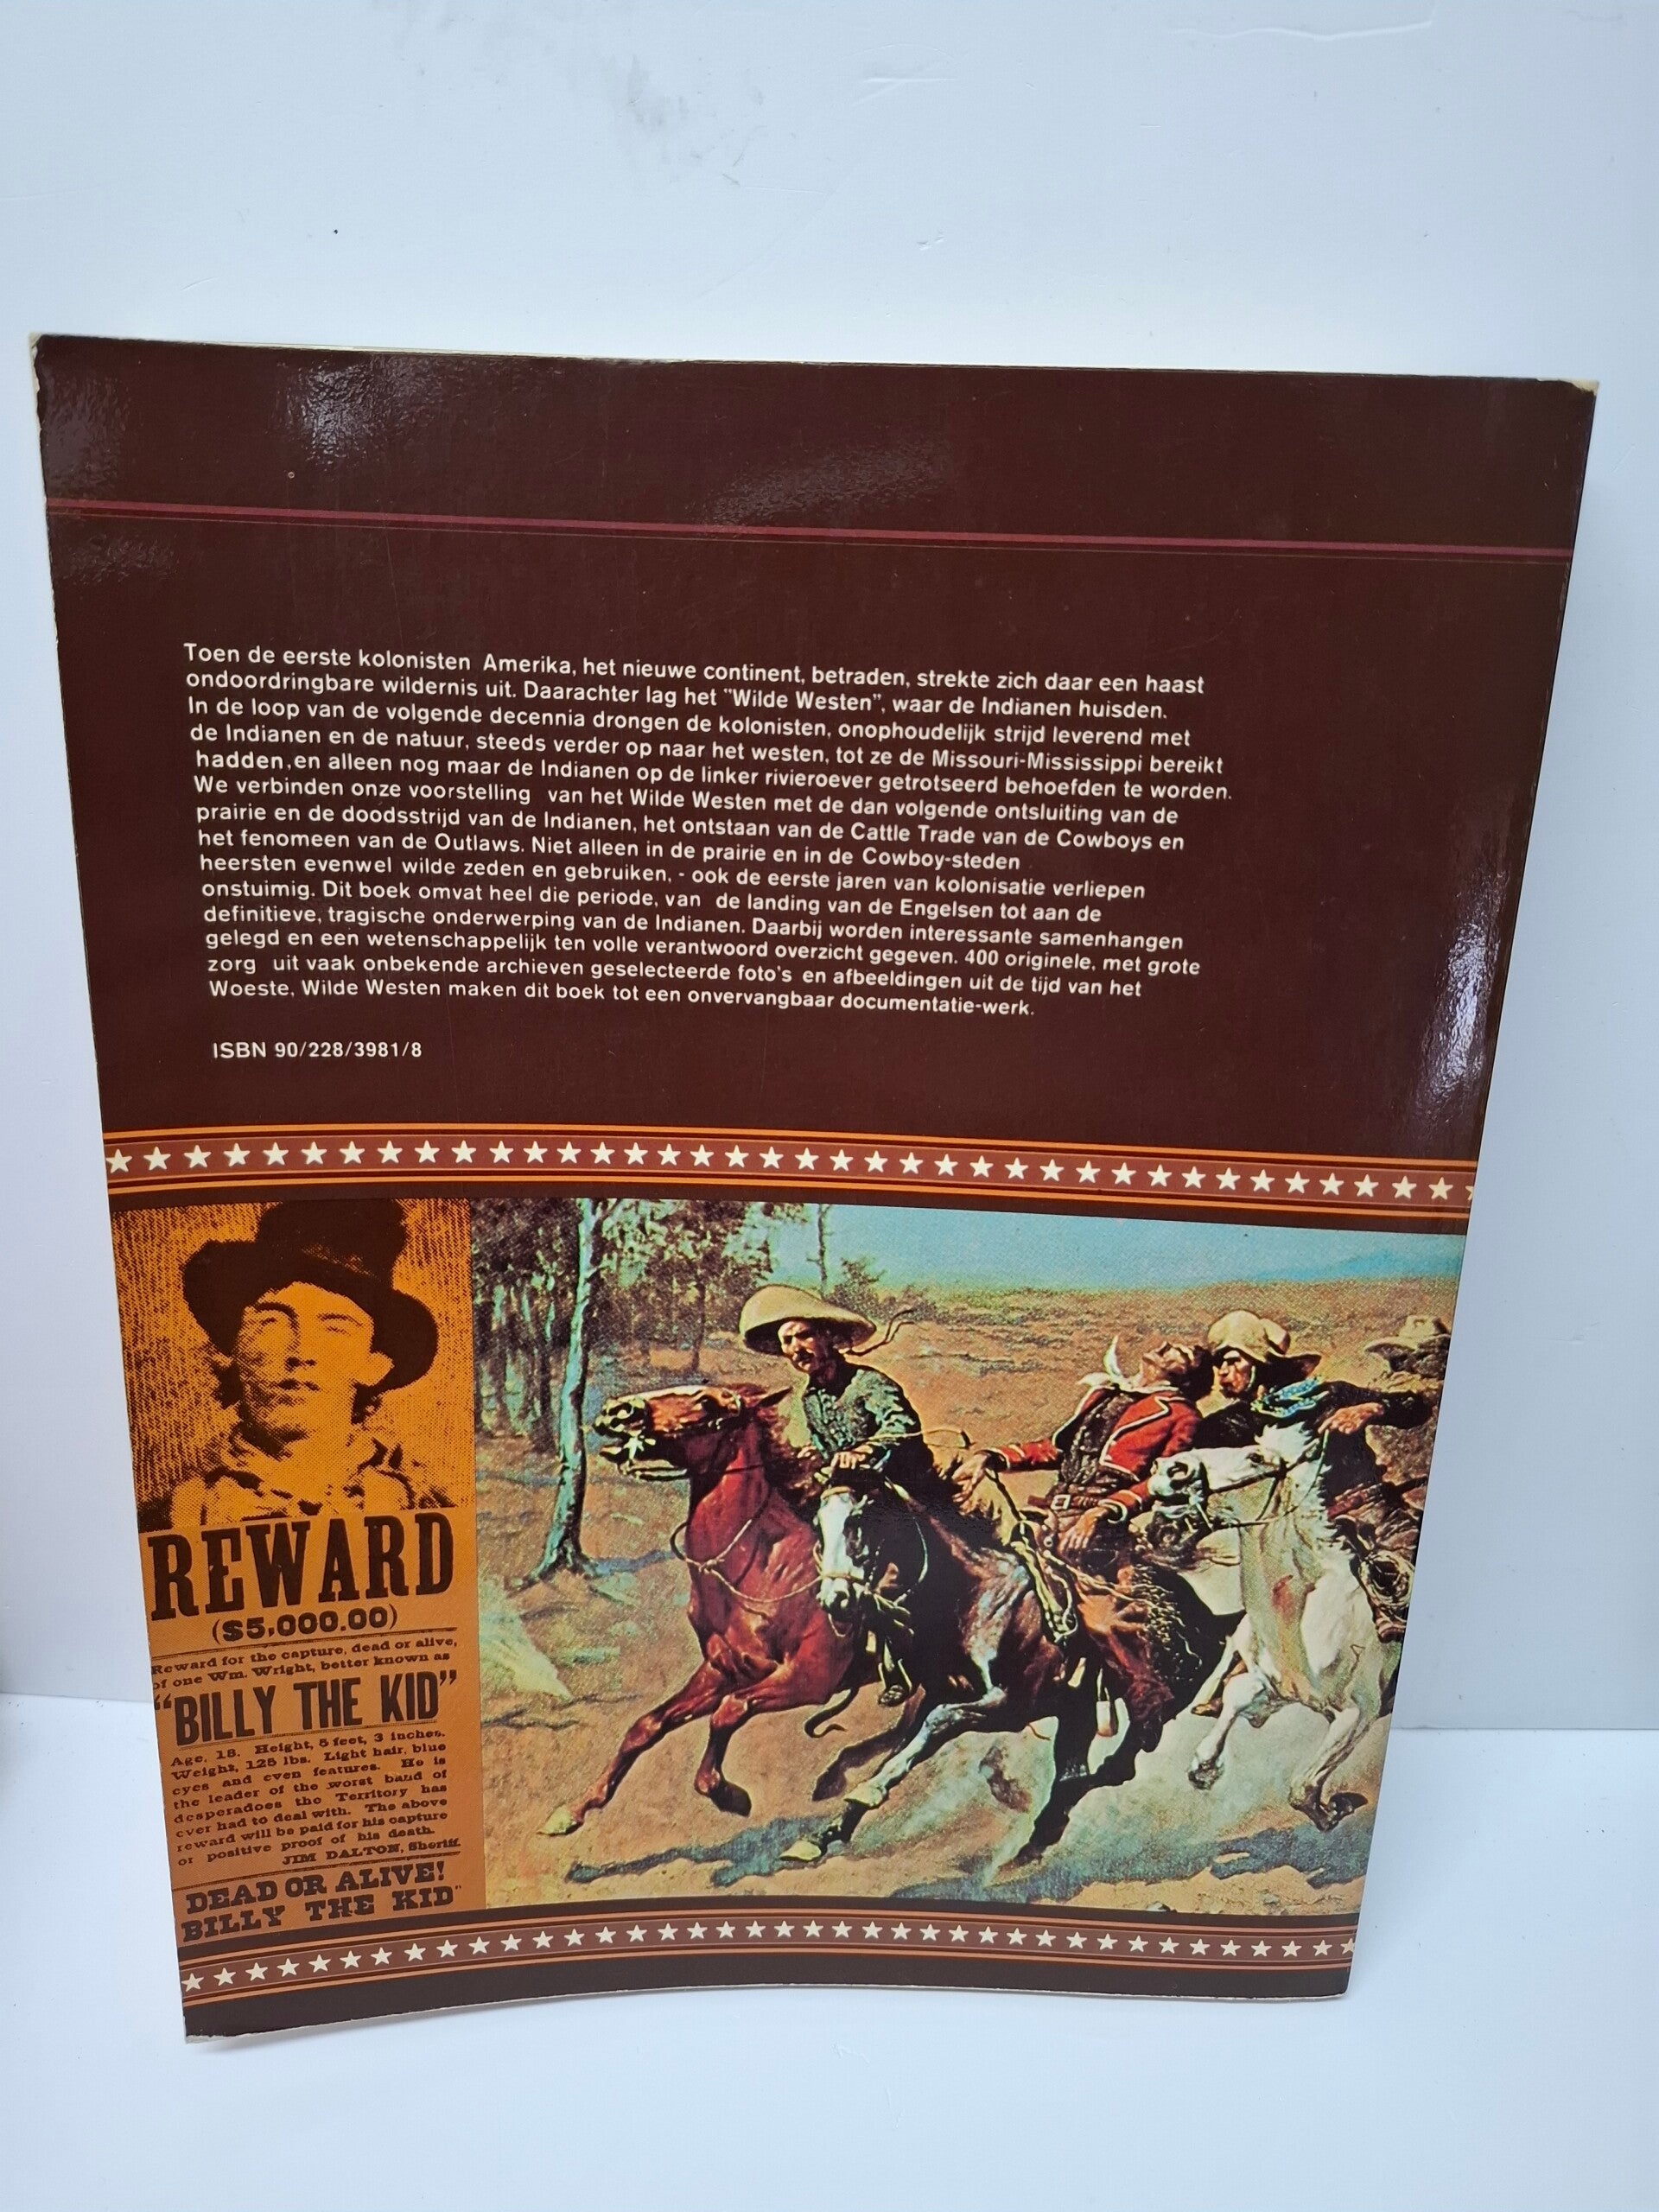 Toen de eerste kolonisten Amerika, het nieuwe continent, betraden, strekte zich daar een haast
ondoordringbare wildernis uit. Daarachter lag het "Wilde Westen", waar de Indianen huisden.
In de loop van de volgende decennia drongen de kolonisten, onophoudelijk strijd leverend met
de Indianen en de natuur, steeds verder op naar het westen, tot ze de Missouri-Mississippi bereikt
hadden,en alleen nog maar de Indianen op de linker rivieroever getrotseerd behoefden te worden.
We verbinden onze voorstelling van het Wilde Westen met de dan volgende ontsluiting van de
prairie en de doodsstrijd van de Indianen, het ontstaan van de Cattle Trade van de Cowboys en
het fenomeen van de Outlaws. Niet alleen in de prairie en in de Cowboy-steden
heersten evenwel wilde zeden en gebruiken, - ook de eerste jaren van kolonisatie verliepen
onstuimig. Dit boek omvat heel die periode, van de landing van de Engelsen tot aan de
definitieve, tragische onderwerping van de Indianen. Daarbij worden interessante samenhangen
gelegd en een wetenschappelijk ten volle verantwoord overzicht gegeven. 400 originele, met grote
zorg uit vaak onbekende archieven geselecteerde foto's en afbeeldingen uit de tijd van het
Woeste, Wilde Westen maken dit boek tot een onvervangbaar documentatie-werk.
ISBN 90/228/3981/8
REWARD
($5,000.00)
Reward for the capture, dead or alive,
of one Wm. Wright, better known as
"BILLY THE KID"
Age, 18. Height, 5 feet, 3 inches.
Weight, 125 lbs. Light hair, blue
eyes and even features. He is
the leader of the worst band of
desperadoes the Territory has
ever had to deal with. The above
reward will be paid for his capture
or positive proof of his death.
JIM DALTON, Sheriff.
DEAD OR ALIVE!
BILLY THE KID"